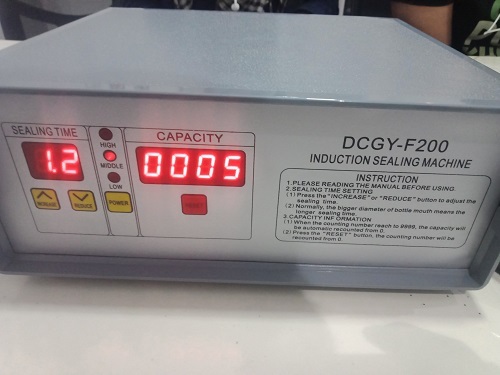 SEALING TIME
1.2
HIGH
MIDDLE
LOW
INCREASE
REDUCE
POWER
CAPACITY
0005
RESET
DCGY-F200
INDUCTION SEALING MACHINE
INSTRUCTION
1.PLEASE READING THE MANUAL BEFORE USING.
2.SEALING TIME SETTING
(1) Press the "INCREASE" or "REDUCE" button to adjust the
sealing time.
(2) Normally, the bigger diameter of bottle mouth means the
longer sealing time.
3.CAPACITY INFORMATION
(1) When the counting number reach to 9999, the capacity will
be automatic recounted from 0.
(2) Press the "RESET" button, the counting number will be
recounted from 0.